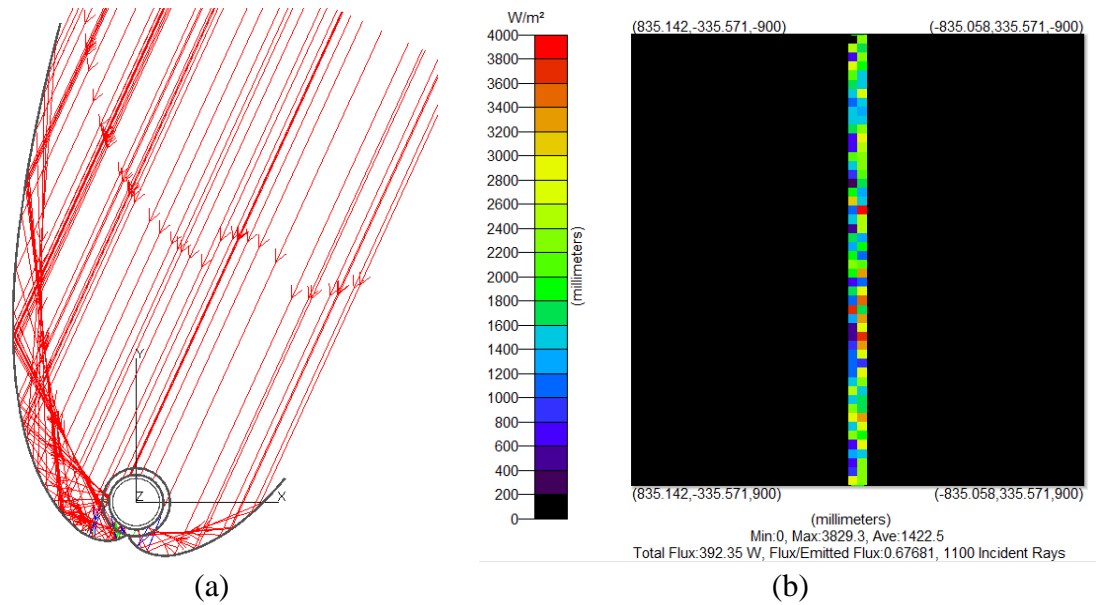 Y
Z
X
(a)
W/m²
4000
3800
3600
3400
3200
3000
2800
2600
2400
2200
2000
1800
1600
1400
1200
1000
800
600
400
200
0
(millimeters)
(835.142,-335.571,-900) (-835.058,335.571,-900)
(835.142,-335.571,900) (-835.058,335.571,900)
(millimeters)
Min:0, Max:3829.3, Ave:1422.5
Total Flux:392.35 W, Flux/Emitted Flux:0.67681, 1100 Incident Rays
(b)